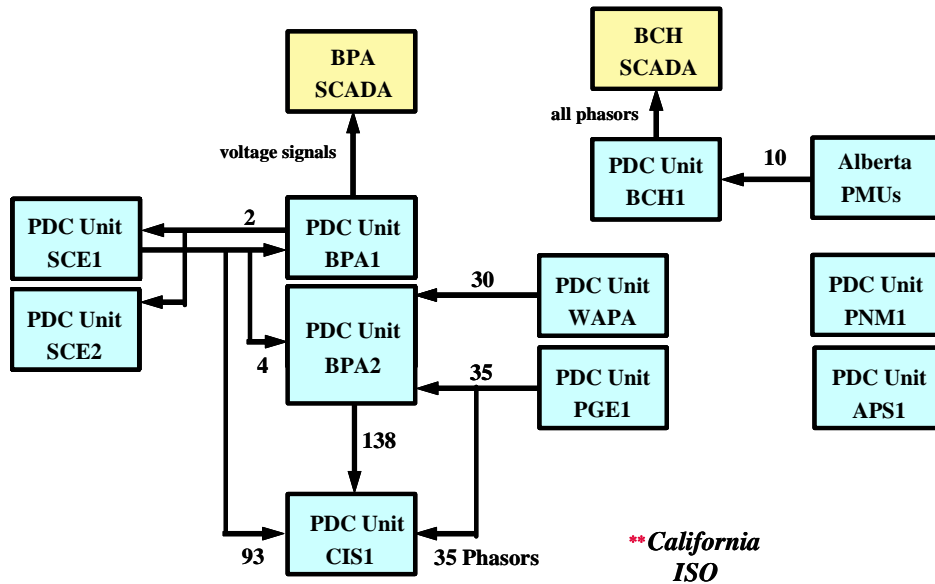 BPA
SCADA
BCH
SCADA
voltage signals
all phasors
PDC Unit
BCH1
10
Alberta
PMUs
PDC Unit
SCE1
2
PDC Unit
BPA1
PDC Unit
SCE2
4
PDC Unit
BPA2
30
PDC Unit
WAPA
PDC Unit
PNM1
35
PDC Unit
PGE1
PDC Unit
APS1
138
93
PDC Unit
CIS1
35 Phasors
**California
ISO